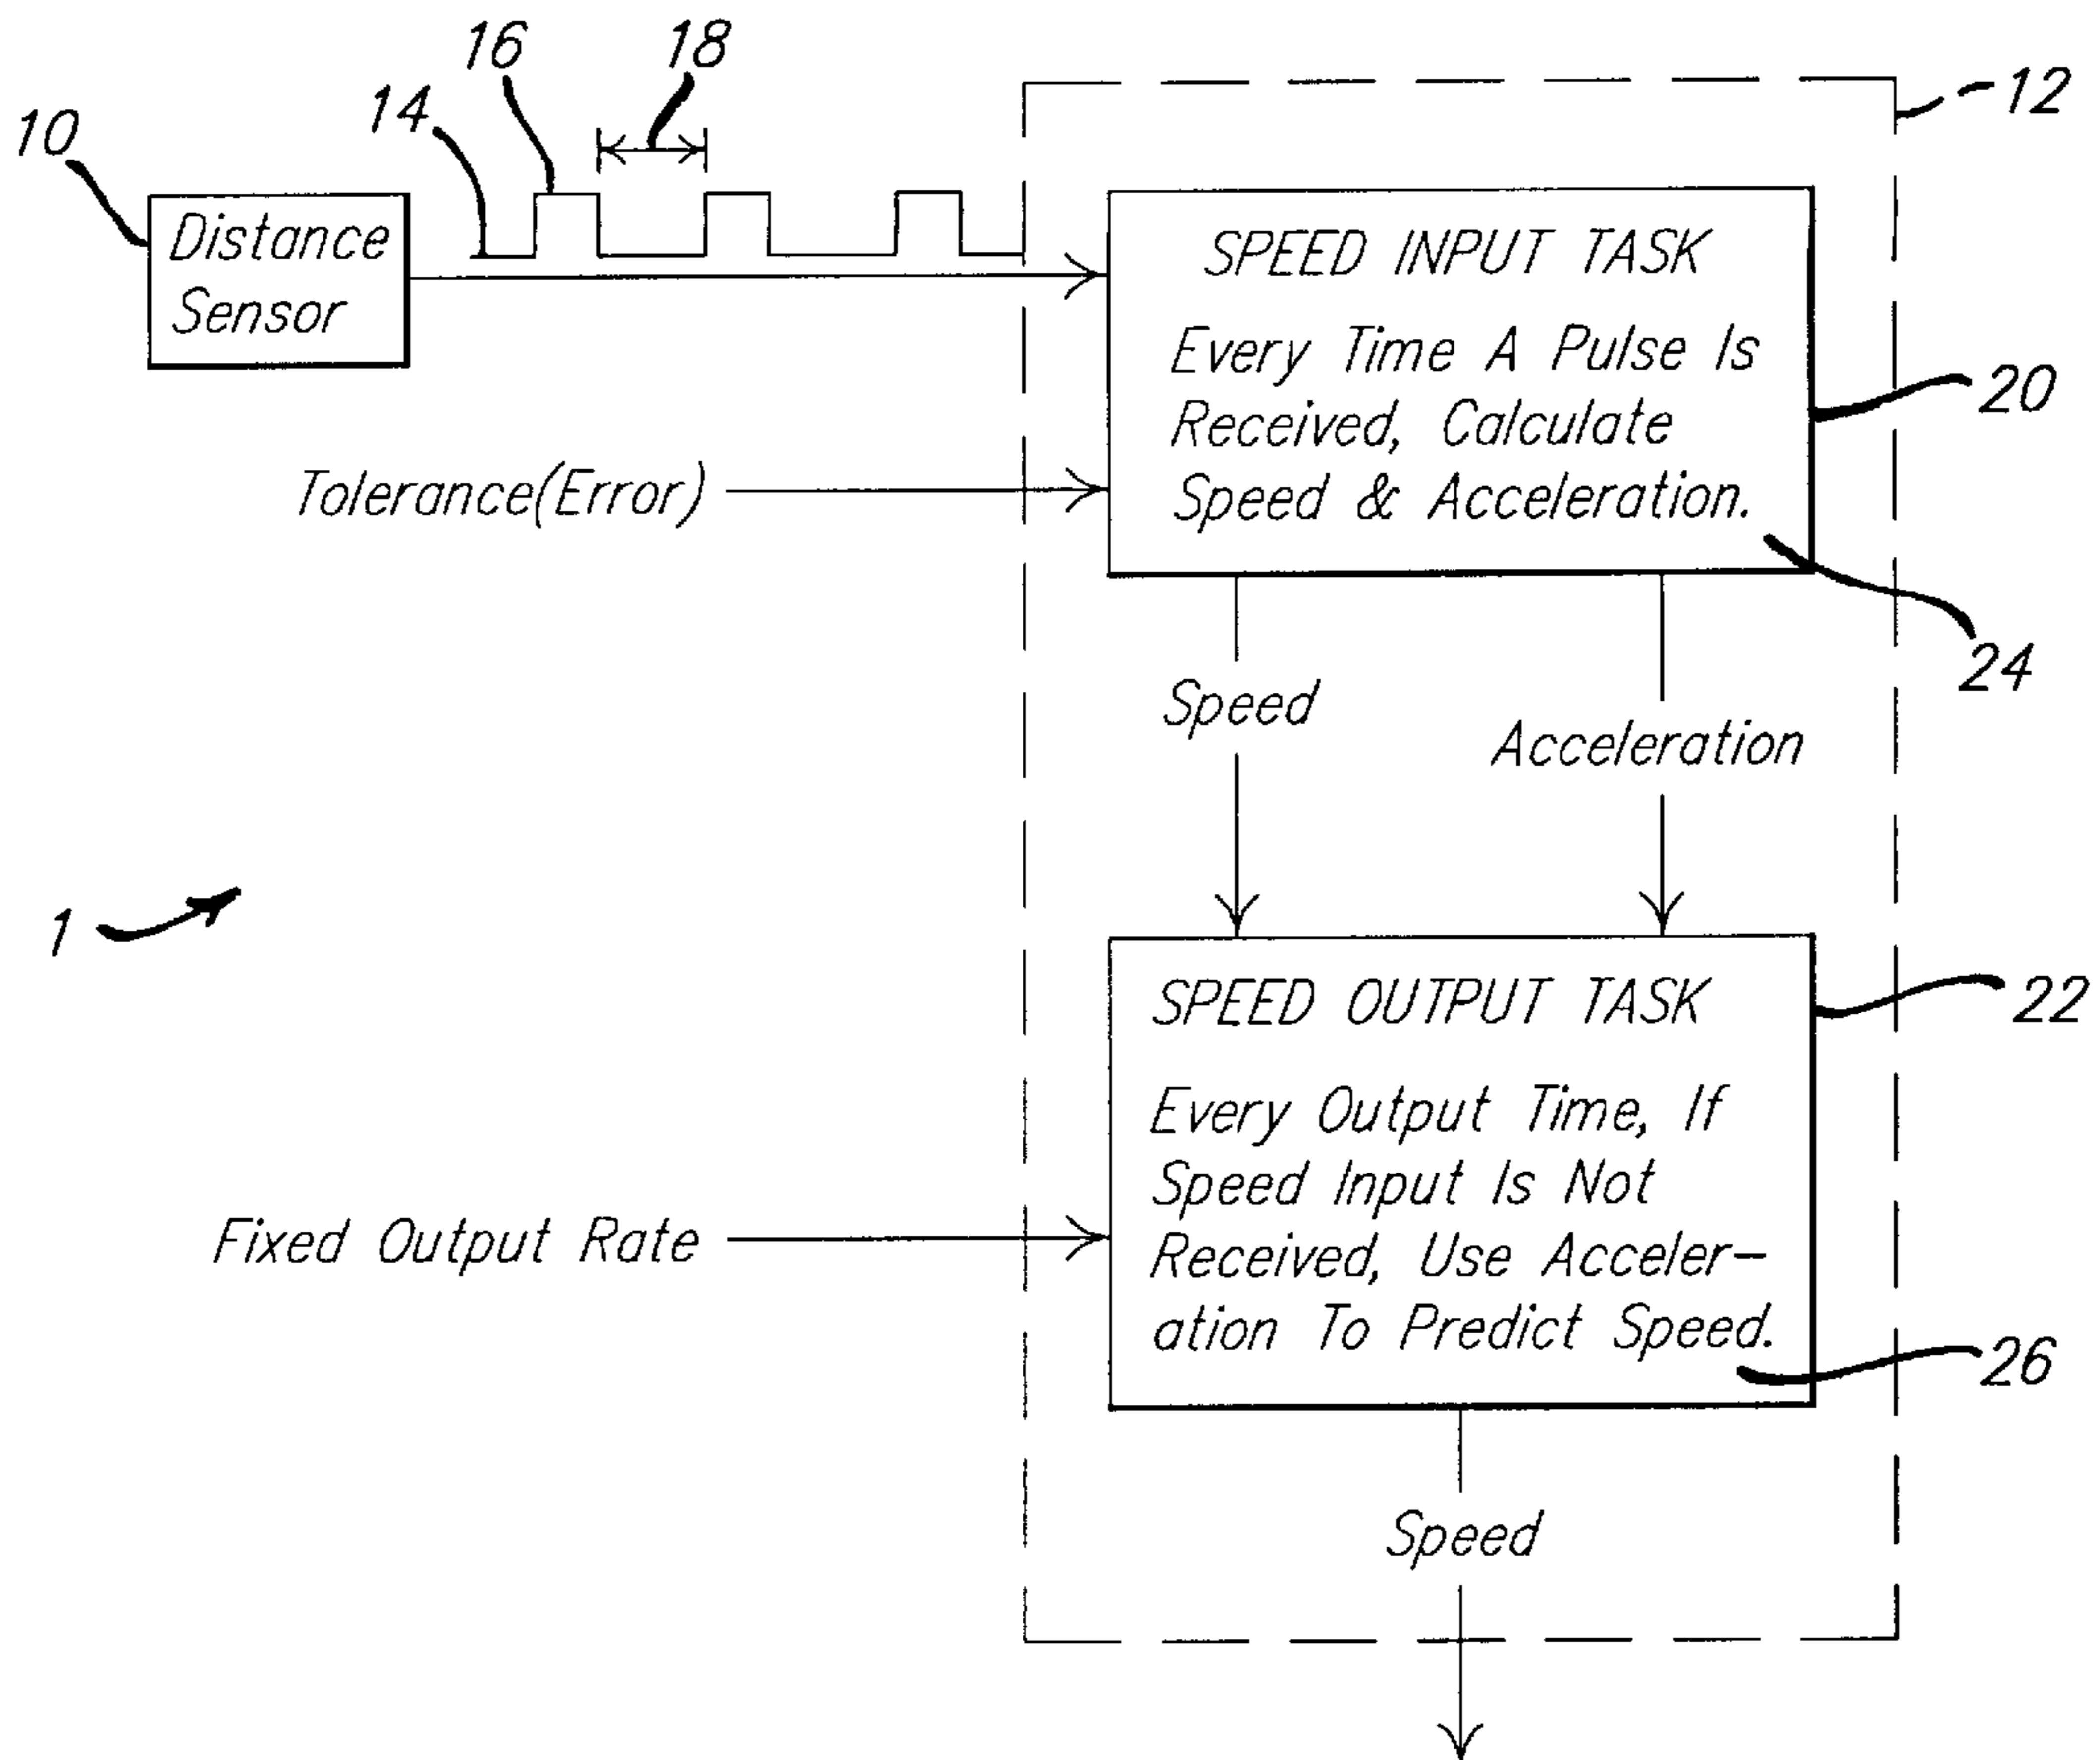 16
18
12
14
10
Distance
Sensor
SPEED INPUT TASK
Every Time A Pulse Is
Received, Calculate
Speed & Acceleration.
20
Tolerance(Error)
24
Speed
Acceleration
1
SPEED OUTPUT TASK
22
Every Output Time, If
Speed Input Is Not
Received, Use Acceler-
ation To Predict Speed.
Fixed Output Rate
26
Speed